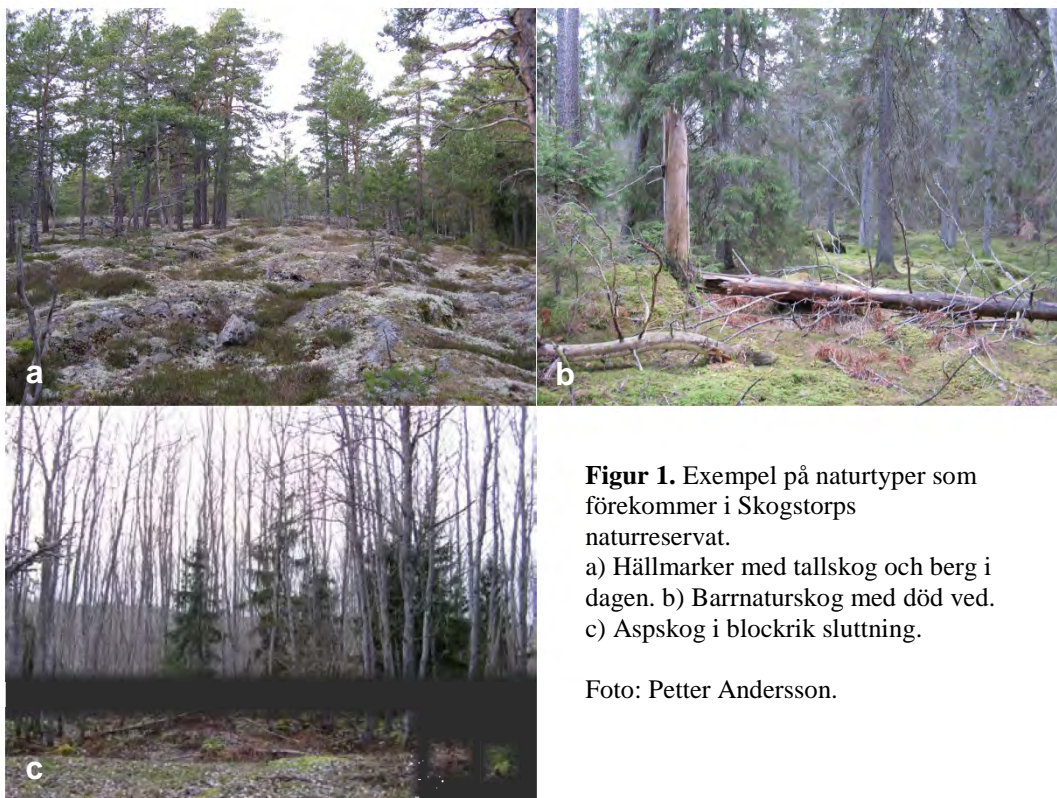 a
b
c
Figur 1. Exempel på naturtyper som
förekommer i Skogstorps
naturreservat.
a) Hällmarker med tallskog och berg i
dagen. b) Barrnaturskog med död ved.
c) Aspskog i blockrik sluttning.
Foto: Petter Andersson.